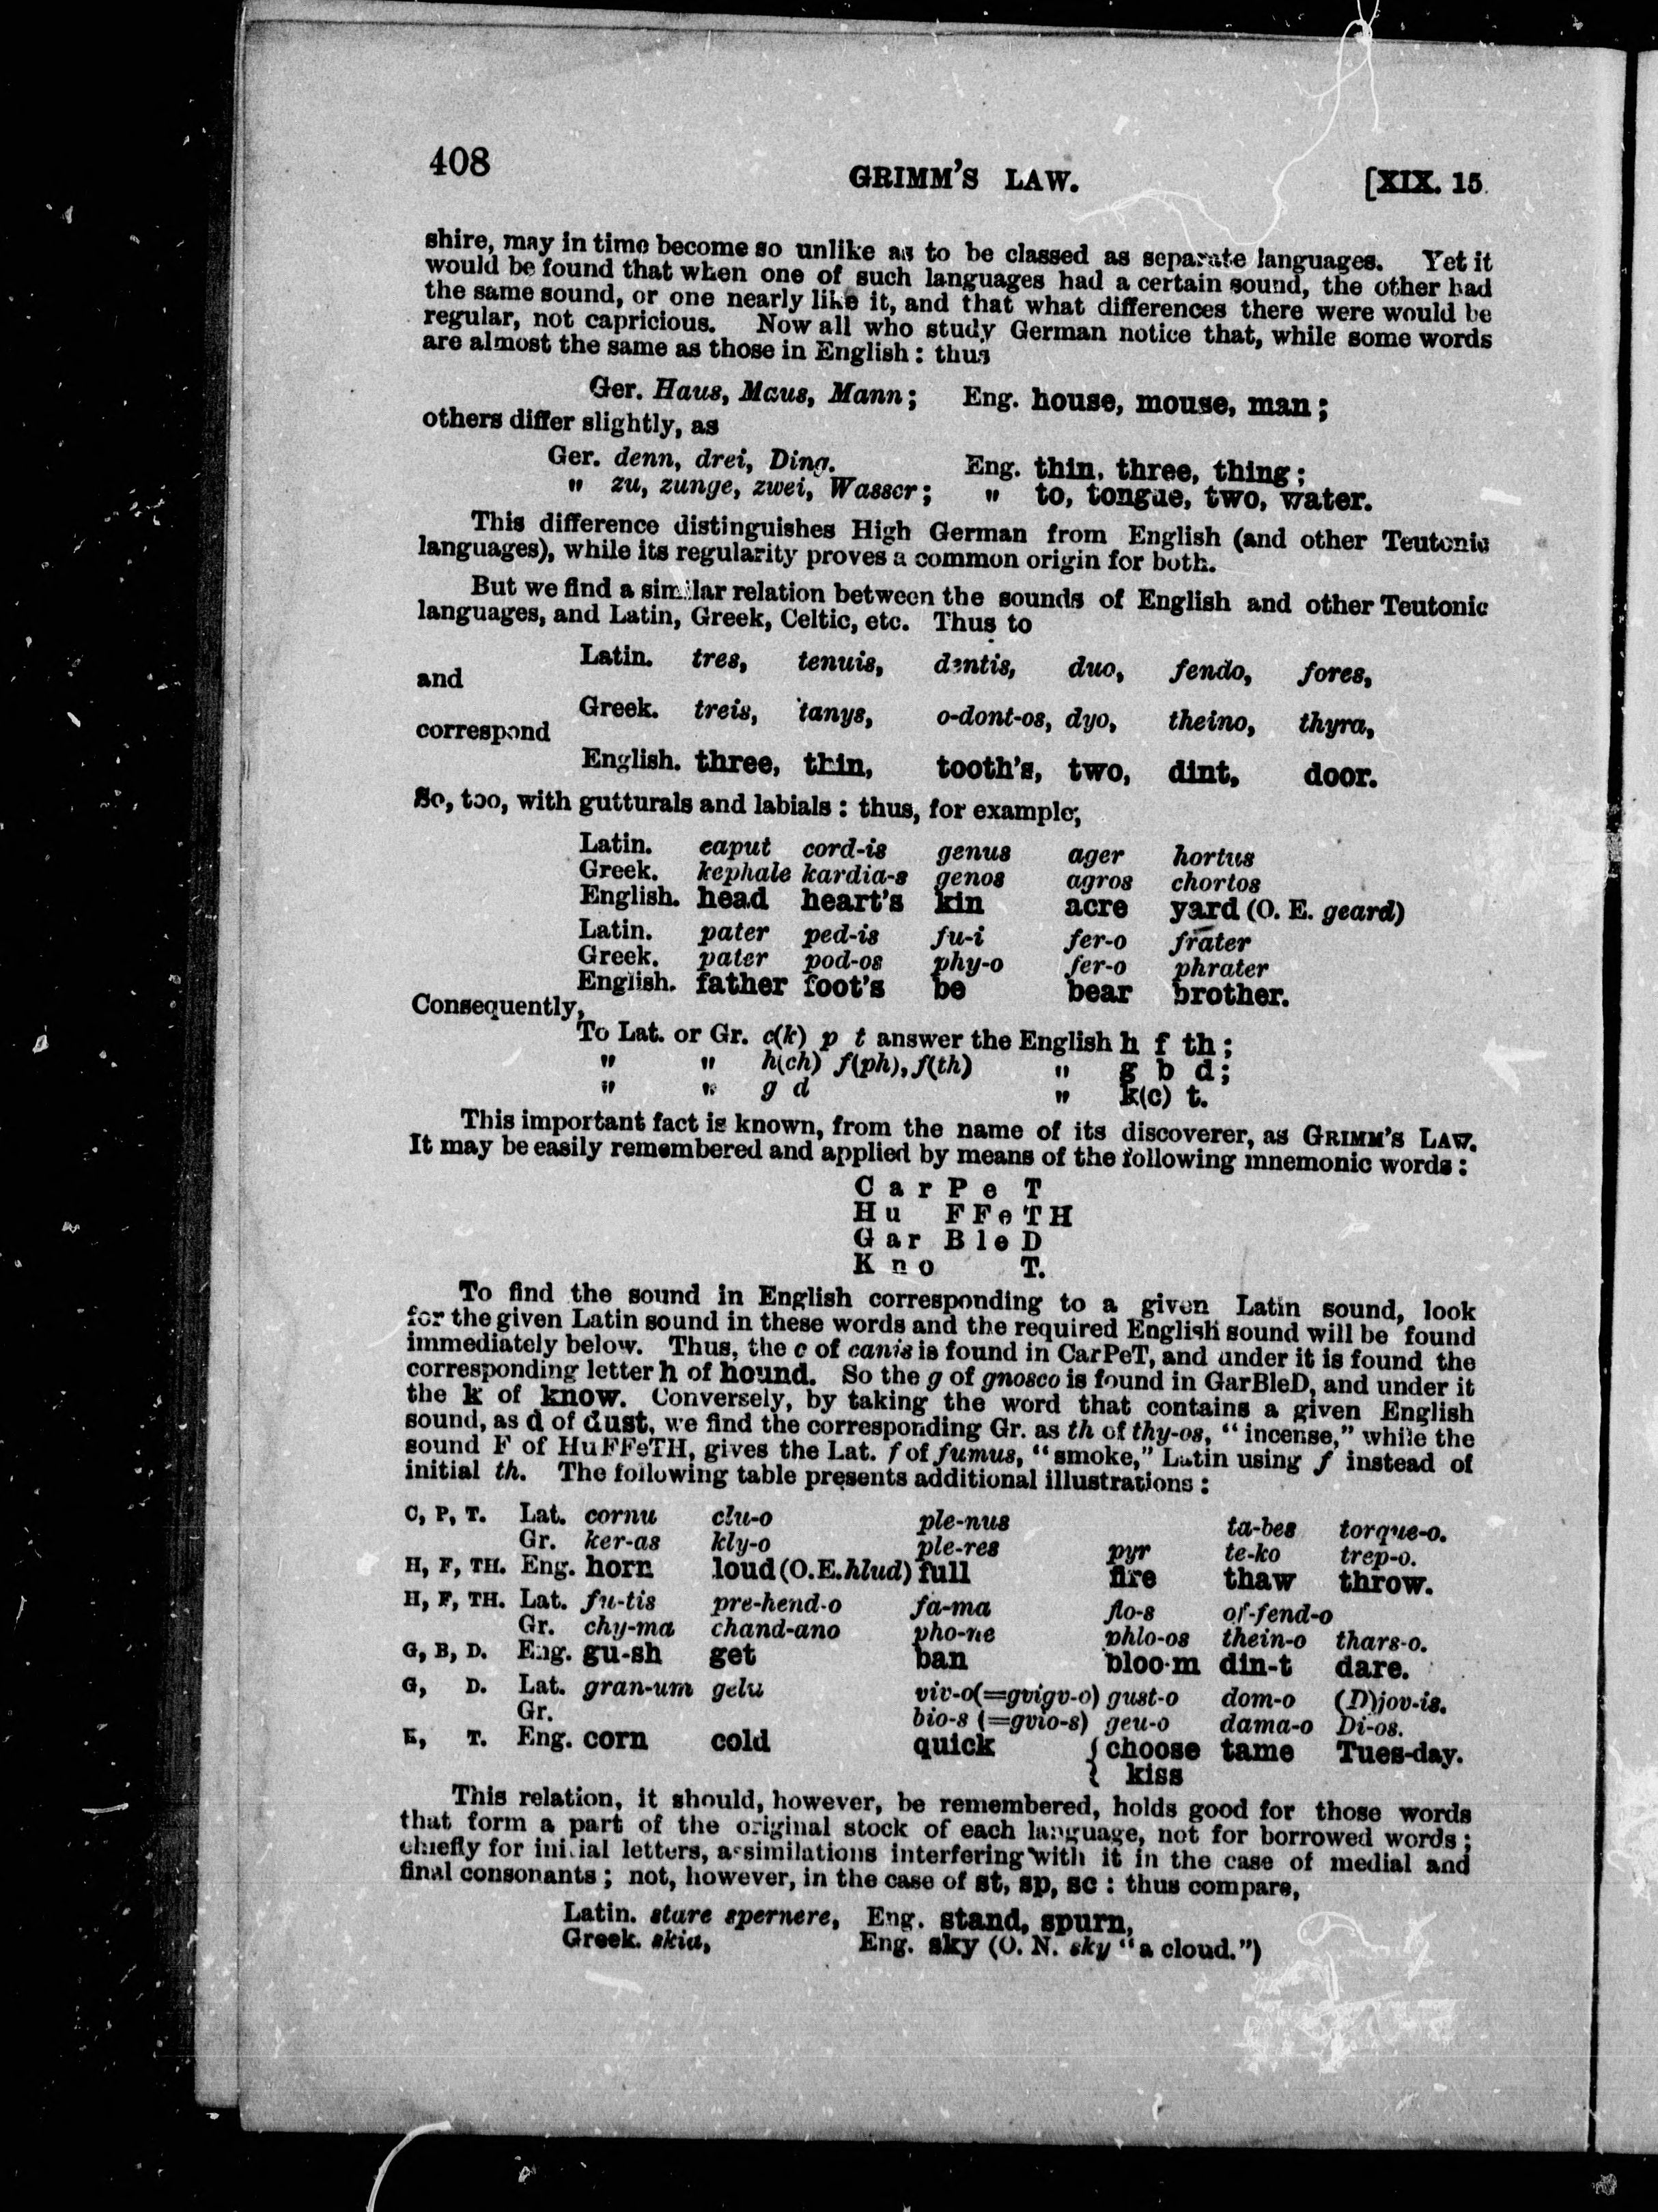 408 GRIMM'S LAW. [XIX. 15.
shire, may in time become so unlike as to be classed as separate languages. Yet it
would be found that when one of such languages had a certain sound, the other had
the same sound, or one nearly like it, and that what differences there were would be
regular, not capricious. Now all who study German notice that, while some words
are almost the same as those in English: thus
Ger. Haus, Maus, Mann; Eng. house, mouse, man;
others differ slightly, as
Ger. denn, drei, Ding. Eng. thin, three, thing;
" zu, zunge, zwei, Wasser; " to, tongue, two, water.
This difference distinguishes High German from English (and other Teutonic
languages), while its regularity proves a common origin for both.
But we find a similar relation between the sounds of English and other Teutonic
languages, and Latin, Greek, Celtic, etc. Thus to
Latin. tres, tenuis, dentis, duo, fendo, fores,
and
Greek. treis, tanys, o-dont-os, dyo, theino, thyra,
correspond
English. three, thin, tooth's, two, dint, door.
So, too, with gutturals and labials: thus, for example;
Latin. caput cord-is genus ager hortus
Greek. kephale kardia-s genos agros chortos
English. head heart's kin acre yard (O. E. geard)
Latin. pater ped-is fu-i fer-o frater
Greek. pater pod-os phy-o fer-o phrater
English. father foot's be bear brother.
Consequently,
To Lat. or Gr. c(k) p t answer the English h f th;
" " h(ch) f(ph), f(th) " g b d;
" " g d " k(c) t.
This important fact is known, from the name of its discoverer, as GRIMM'S LAW.
It may be easily remembered and applied by means of the following mnemonic words:
C a r P e T
H u F F e T H
G a r B l e D
K n o T.
To find the sound in English corresponding to a given Latin sound, look
for the given Latin sound in these words and the required English sound will be found
immediately below. Thus, the c of canis is found in CarPeT, and under it is found the
corresponding letter h of hound. So the g of gnosco is found in GarBleD, and under it
the k of know. Conversely, by taking the word that contains a given English
sound, as d of dust, we find the corresponding Gr. as th of thy-os, "incense," while the
sound F of HuFFeTH, gives the Lat. f of fumus, "smoke," Latin using f instead of
initial th. The following table presents additional illustrations:
C, P, T. Lat. cornu clu-o ple-nus ta-bes torque-o.
Gr. ker-as kly-o ple-res pyr te-ko trep-o.
H, F, TH. Eng. horn loud (O.E. hlud) full fire thaw throw.
H, F, TH. Lat. fu-tis pre-hend-o fa-ma flo-s of-fend-o
Gr. chy-ma chand-ano pho-ne phlo-os thein-o thars-o.
G, B, D. Eng. gu-sh get ban bloo-m din-t dare.
G, D. Lat. gran-um gelu viv-o(=gvigv-o) gust-o dom-o (D)jov-is.
Gr. bio-s (=gvio-s) geu-o dama-o Di-os.
K, T. Eng. corn cold quick { choose tame Tues-day.
{ kiss
This relation, it should, however, be remembered, holds good for those words
that form a part of the original stock of each language, not for borrowed words;
chiefly for initial letters, assimilations interfering with it in the case of medial and
final consonants; not, however, in the case of st, sp, sc: thus compare,
Latin. stare spernere, Eng. stand, spurn,
Greek. skia, Eng. sky (O. N. sky "a cloud.")